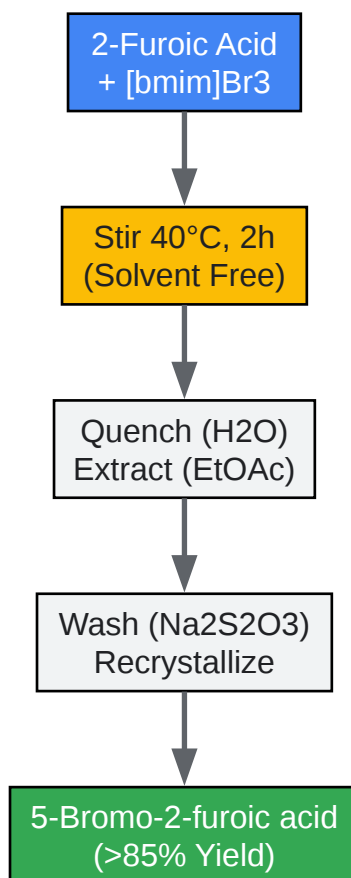 2-Furoic Acid
+ [bmim]Br3
Stir 40°C, 2h
(Solvent Free)
Quench (H2O)
Extract (EtOAc)
Wash (Na2S2O3)
Recrystallize
5-Bromo-2-furoic acid
(>85% Yield)